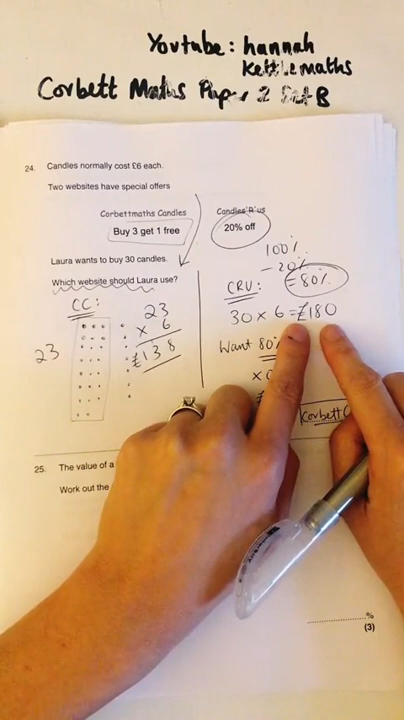 Youtube: hannah
kettlemaths
Corbett Maths Paper 2 Set B
24. Candles normally cost £6 each.
Two websites have special offers
Corbettmaths Candles
Buy 3 get 1 free
Candles'R'us
20% off
Laura wants to buy 30 candles.
Which website should Laura use?
CC:
23
23
× 6
£138
100%
- 20%
= 80%
CRU:
30 × 6 = £180
Want 80%
Corbett C
25. The value of a
Work out the
%
(3)